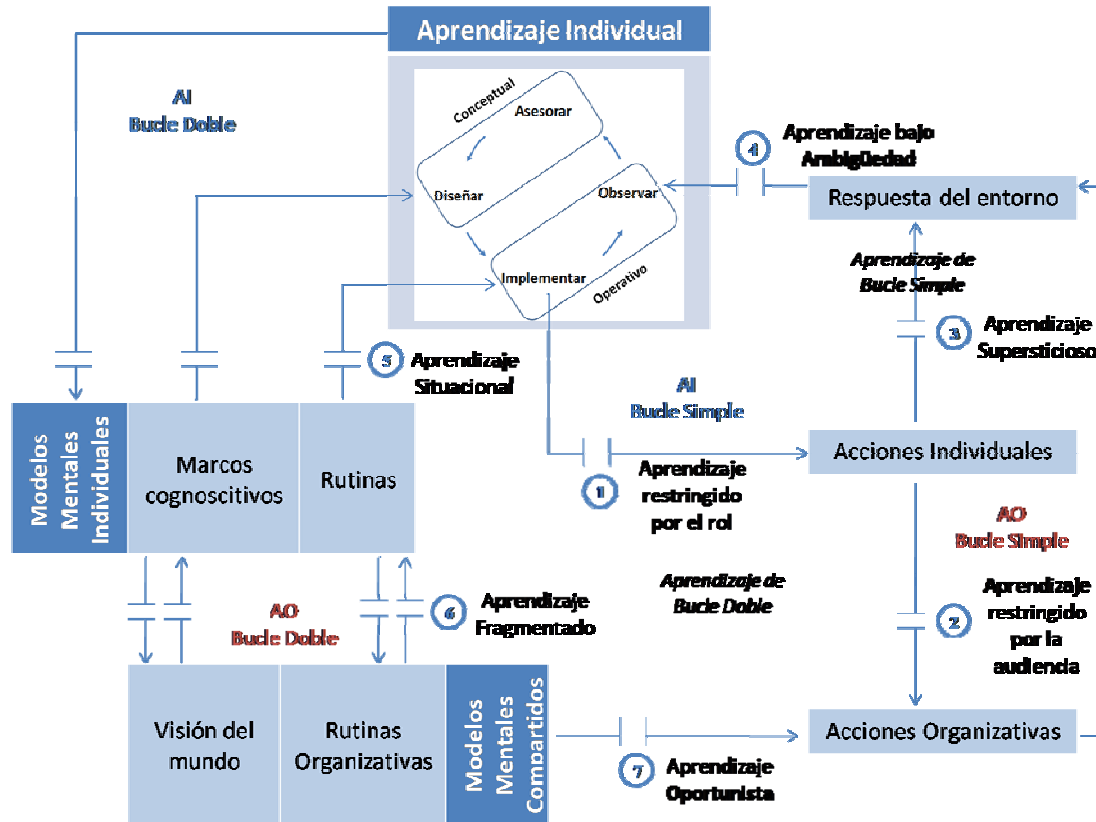 Aprendizaje Individual
AI
Bucle Doble
Conceptual
Asesorar
Diseñar
Observar
Implementar
Operativo
4
Aprendizaje bajo
Ambigüedad
Respuesta del entorno
Aprendizaje de
Bucle Simple
3
Aprendizaje
Supersticioso
5
Aprendizaje
Situacional
AI
Bucle Simple
Modelos
Mentales
Individuales
Marcos
cognoscitivos
Rutinas
1
Aprendizaje
restringido
por el rol
Acciones Individuales
AO
Bucle Simple
Aprendizaje de
Bucle Doble
2
Aprendizaje
restringido
por la
audiencia
AO
Bucle Doble
6
Aprendizaje
Fragmentado
Visión del
mundo
Rutinas
Organizativas
Modelos
Mentales
Compartidos
Acciones Organizativas
7
Aprendizaje
Oportunista